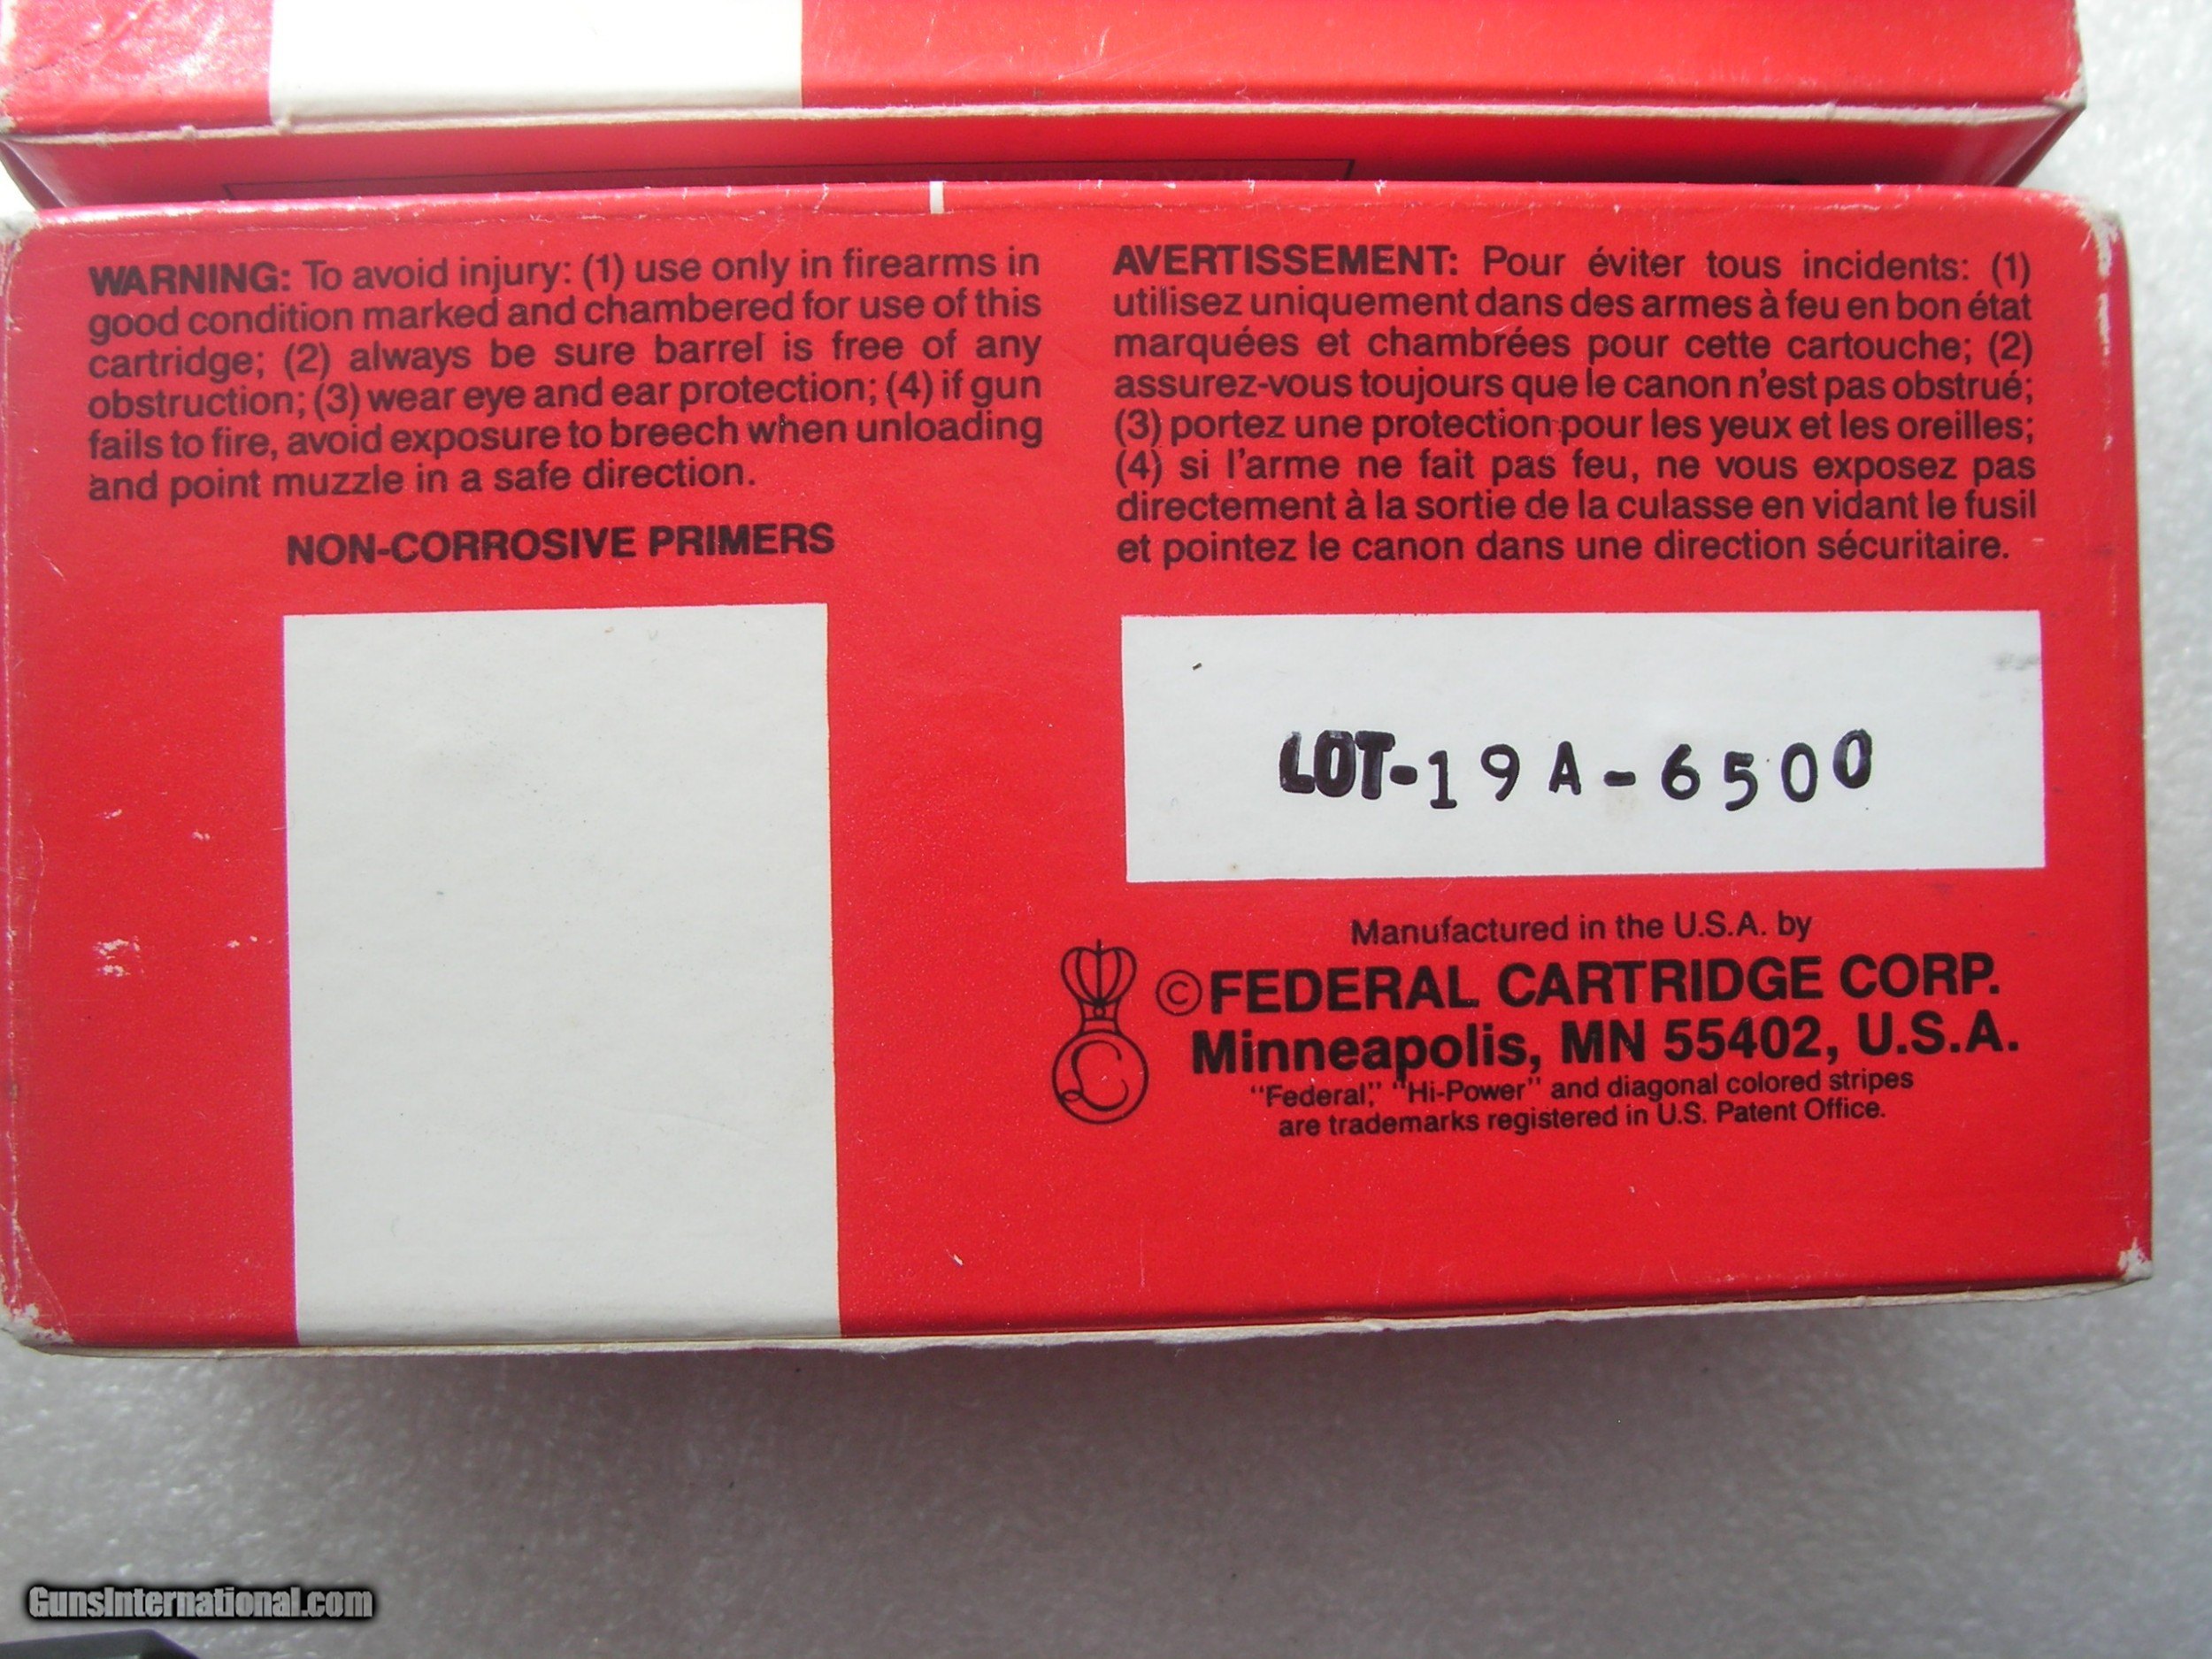 WARNING: To avoid injury: (1) use only in firearms in
good condition marked and chambered for use of this
cartridge; (2) always be sure barrel is free of any
obstruction; (3) wear eye and ear protection; (4) if gun
fails to fire, avoid exposure to breech when unloading
and point muzzle in a safe direction.
NON-CORROSIVE PRIMERS
AVERTISSEMENT: Pour éviter tous incidents: (1)
utilisez uniquement dans des armes à feu en bon état
marquées et chambrées pour cette cartouche; (2)
assurez-vous toujours que le canon n'est pas obstrué;
(3) portez une protection pour les yeux et les oreilles;
(4) si l'arme ne fait pas feu, ne vous exposez pas
directement à la sortie de la culasse en vidant le fusil
et pointez le canon dans une direction sécuritaire.
LOT-19A-6500
Manufactured in the U.S.A. by
©FEDERAL CARTRIDGE CORP.
Minneapolis, MN 55402, U.S.A.
"Federal," "Hi-Power" and diagonal colored stripes
are trademarks registered in U.S. Patent Office.
GunsInternational.com